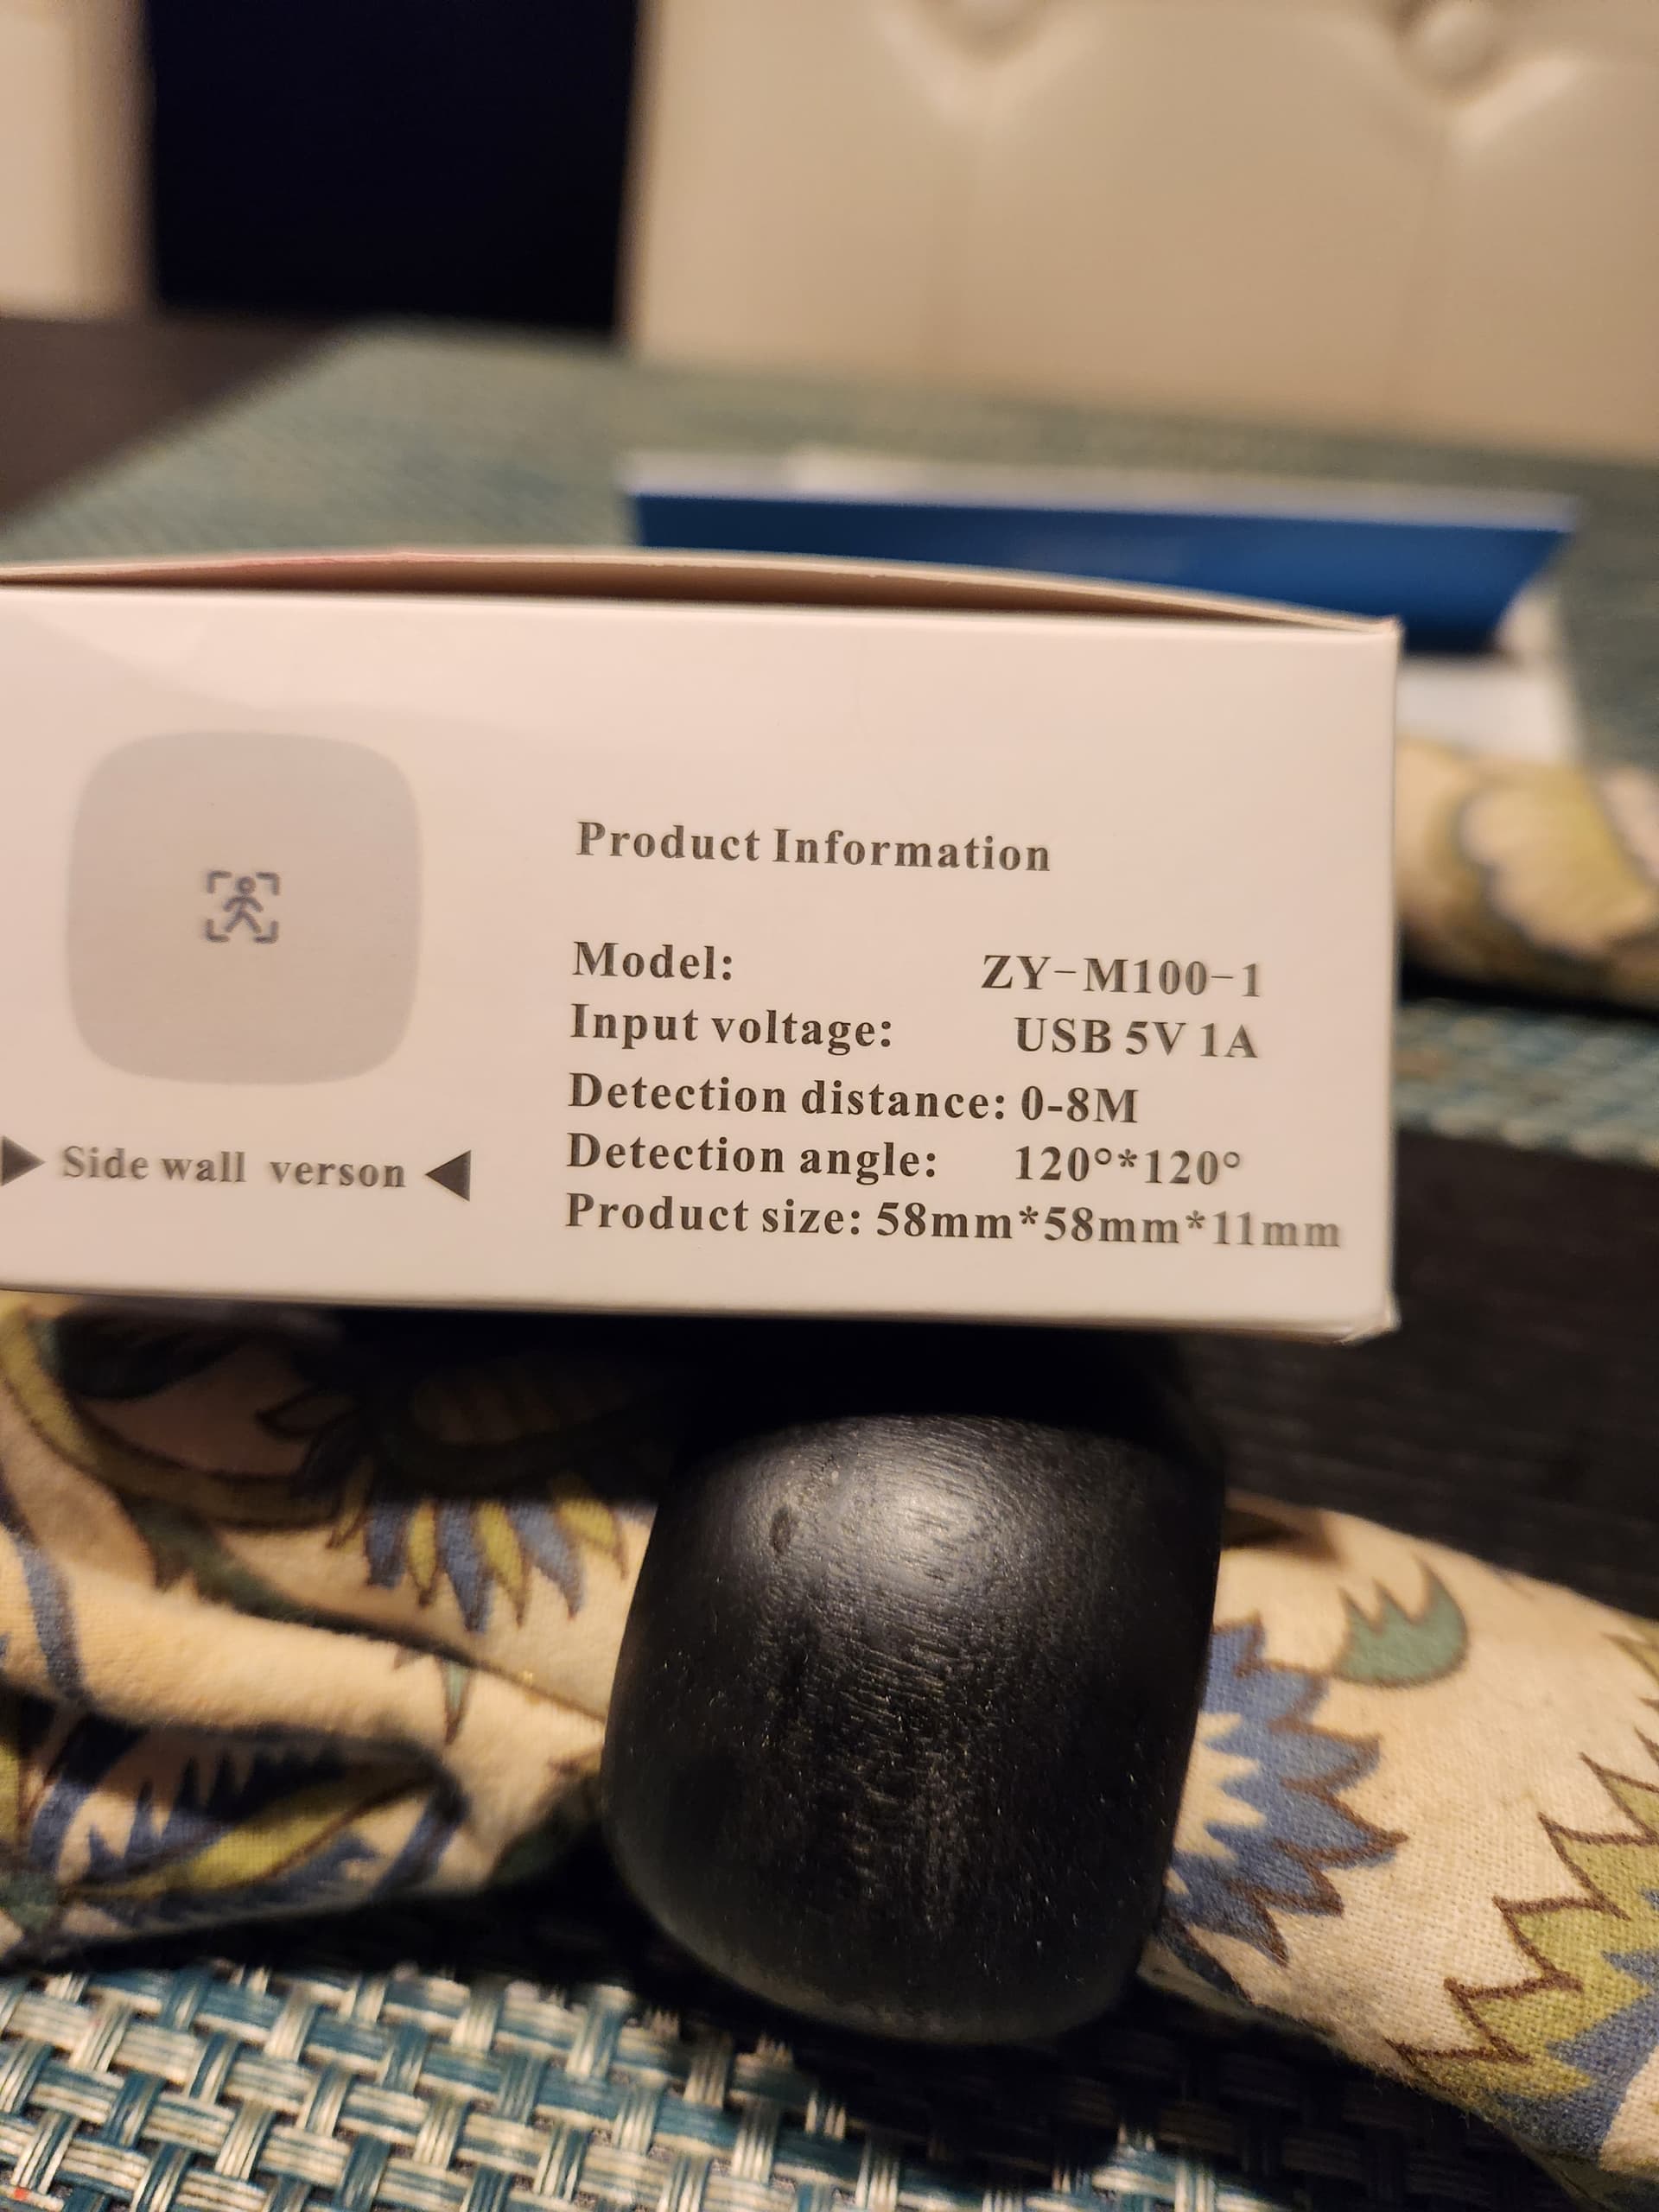 Product Information
Model: ZY-M100-1
Input voltage: USB 5V 1A
Detection distance: 0-8M
Detection angle: 120°*120°
Product size: 58mm*58mm*11mm
Side wall verson